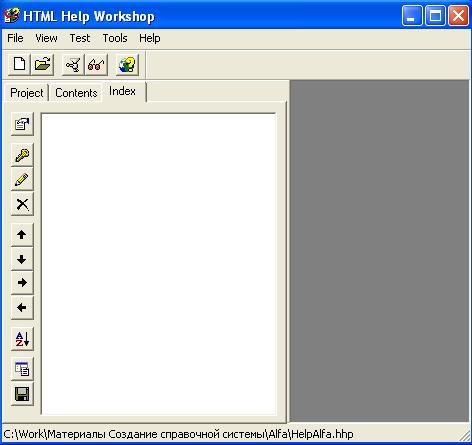 HTML Help Workshop
File View Test Tools Help
Project Contents Index
A
Z
C:\Work\Материалы Создание справочной системы\Alfa\HelpAlfa.hhp